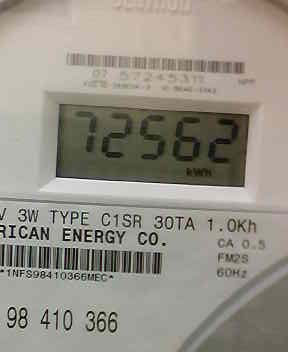 07 57245311
72562
kWh
V 3W TYPE C1SR 30TA 1.0Kh
RICAN ENERGY CO.
CA 0.5
FM2S
60Hz
*1NFS98410366MEC*
98 410 366